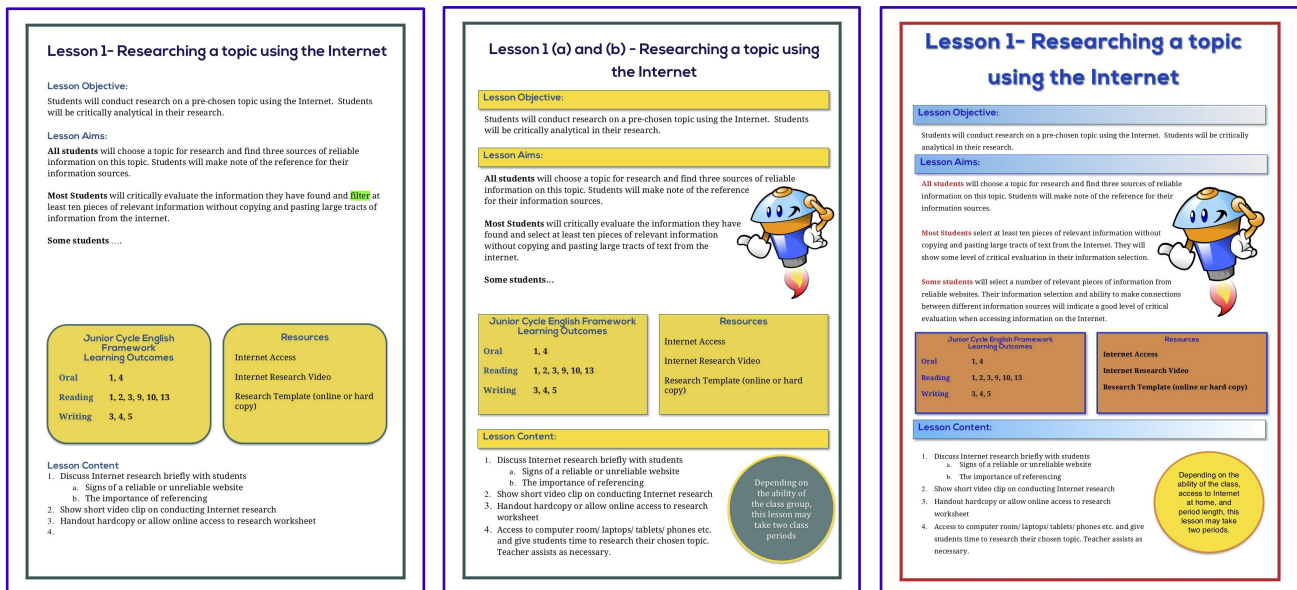 Lesson 1- Researching a topic using the Internet
Lesson Objective:
Students will conduct research on a pre-chosen topic using the Internet.  Students
will be critically analytical in their research.
Lesson Aims:
All students will choose a topic for research and find three sources of reliable
information on this topic. Students will make note of the reference for their
information sources.
Most Students will critically evaluate the information they have found and filter at
least ten pieces of relevant information without copying and pasting large tracts of
information from the internet.
Some students ....
Junior Cycle English
Framework
Learning Outcomes
Oral 1, 4
Reading 1, 2, 3, 9, 10, 13
Writing 3, 4, 5
Resources
Internet Access
Internet Research Video
Research Template (online or hard
copy)
Lesson Content
1. Discuss Internet research briefly with students
a. Signs of a reliable or unreliable website
b. The importance of referencing
2. Show short video clip on conducting Internet research
3. Handout hardcopy or allow online access to research worksheet
4.
Lesson 1 (a) and (b) - Researching a topic using
the Internet
Lesson Objective:
Students will conduct research on a pre-chosen topic using the Internet.  Students
will be critically analytical in their research.
Lesson Aims:
All students will choose a topic for research and find three sources of reliable
information on this topic. Students will make note of the reference
for their information sources.
Most Students will critically evaluate the information they have
found and select at least ten pieces of relevant information
without copying and pasting large tracts of text from the
internet.
Some students...
Junior Cycle English Framework
Learning Outcomes
Oral 1, 4
Reading 1, 2, 3, 9, 10, 13
Writing 3, 4, 5
Resources
Internet Access
Internet Research Video
Research Template (online or hard
copy)
Lesson Content:
1. Discuss Internet research briefly with students
a. Signs of a reliable or unreliable website
b. The importance of referencing
2. Show short video clip on conducting Internet research
3. Handout hardcopy or allow online access to research
worksheet
4. Access to computer room/ laptops/ tablets/ phones etc.
and give students time to research their chosen topic.
Teacher assists as necessary.
Depending on
the ability of
the class group,
this lesson may
take two class
periods
Lesson 1- Researching a topic
using the Internet
Lesson Objective:
Students will conduct research on a pre-chosen topic using the Internet.  Students will be critically
analytical in their research.
Lesson Aims:
All students will choose a topic for research and find three sources of reliable
information on this topic. Students will make note of the reference for their
information sources.
Most Students select at least ten pieces of relevant information without
copying and pasting large tracts of text from the Internet. They will
show some level of critical evaluation in their information selection.
Some students will select a number of relevant pieces of information from
reliable websites. Their information selection and ability to make connections
between different information sources will indicate a good level of critical
evaluation when accessing information on the Internet.
Junior Cycle English Framework
Learning Outcomes
Oral 1, 4
Reading 1, 2, 3, 9, 10, 13
Writing 3, 4, 5
Resources
Internet Access
Internet Research Video
Research Template (online or hard copy)
Lesson Content:
1. Discuss Internet research briefly with students
a. Signs of a reliable or unreliable website
b. The importance of referencing
2. Show short video clip on conducting Internet research
3. Handout hardcopy or allow online access to research
worksheet
4. Access to computer room/ laptops/ tablets/ phones etc. and give
students time to research their chosen topic. Teacher assists as
necessary.
Depending on the
ability of the class,
access to Internet
at home, and
period length, this
lesson may take
two periods.